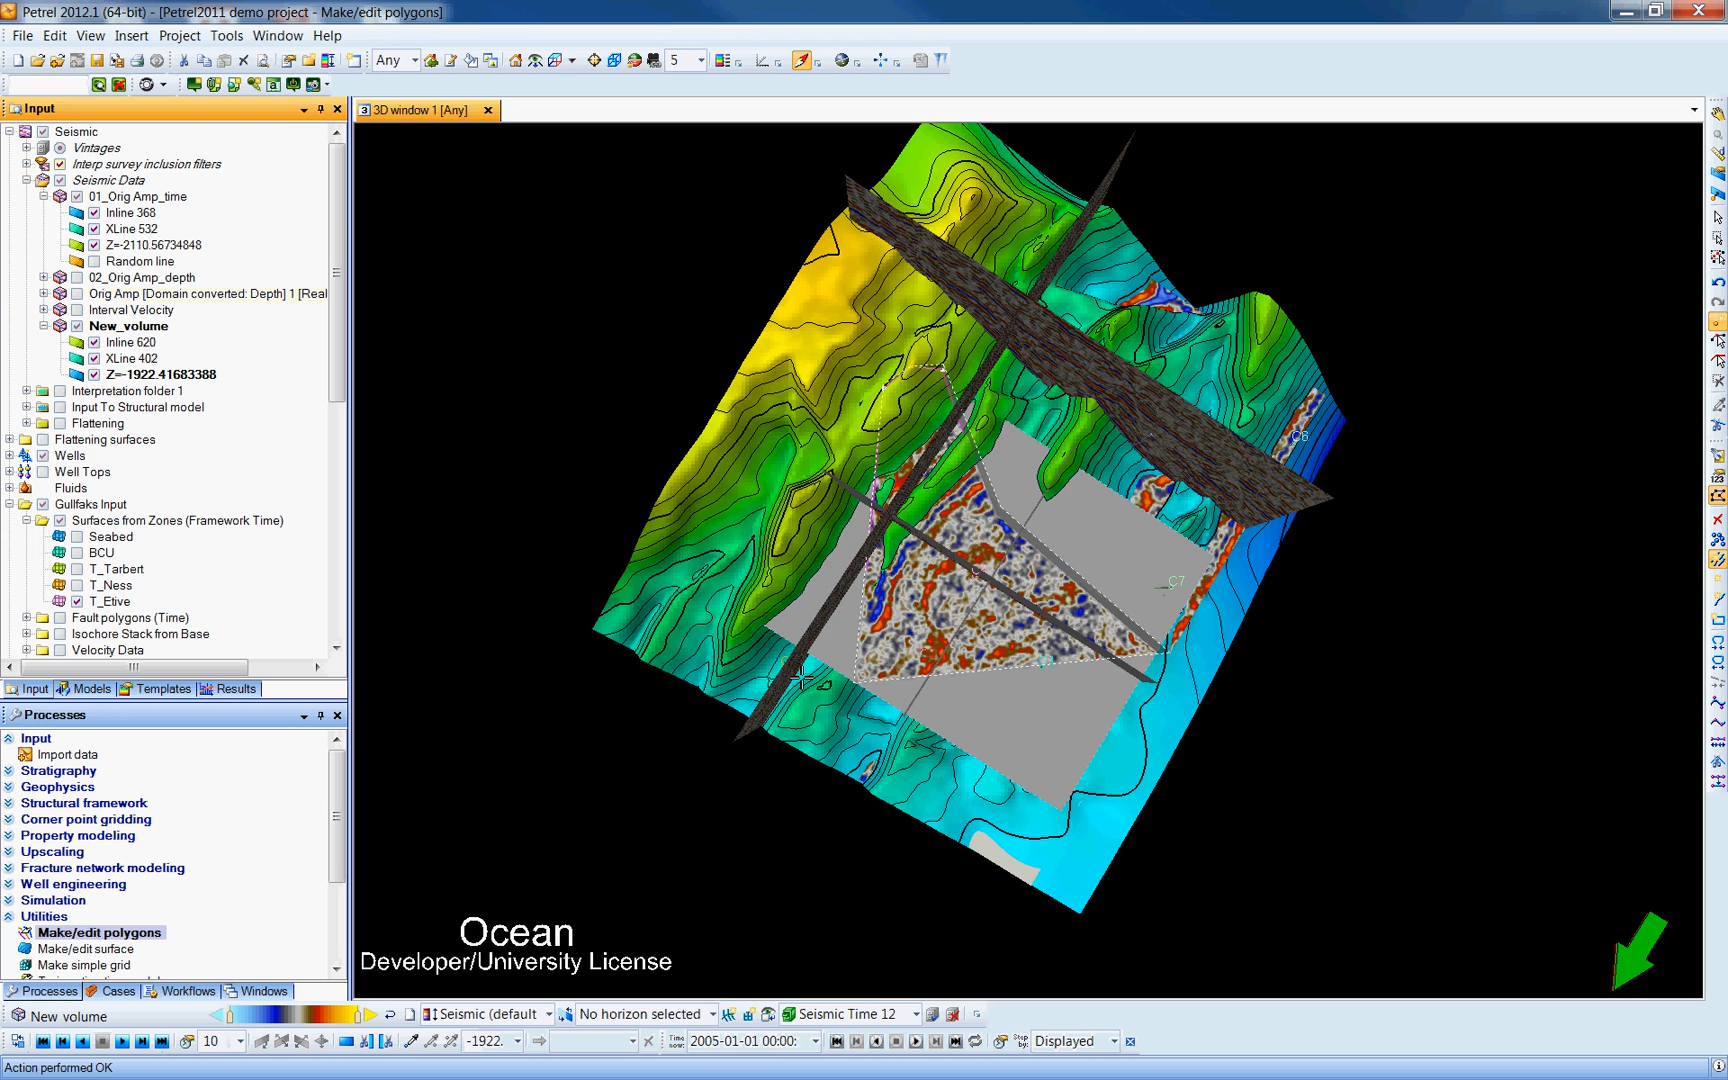 Petrel 2012.1 (64-bit) - [Petrel2011 demo project - Make/edit polygons]
File Edit View Insert Project Tools Window Help
Any 5
Input
3D window 1 [Any]
Seismic
Vintages
Interp survey inclusion filters
Seismic Data
01_Orig Amp_time
Inline 368
XLine 532
Z=-2110.56734848
Random line
02_Orig Amp_depth
Orig Amp [Domain converted: Depth] 1 [Real
Interval Velocity
New_volume
Inline 620
XLine 402
Z=-1922.41683388
Interpretation folder 1
Input To Structural model
Flattening
Flattening surfaces
Wells
Well Tops
Fluids
Gullfaks Input
Surfaces from Zones (Framework Time)
Seabed
BCU
T_Tarbert
T_Ness
T_Etive
Fault polygons (Time)
Isochore Stack from Base
Velocity Data
Input Models Templates Results
Processes
Input
Import data
Stratigraphy
Geophysics
Structural framework
Corner point gridding
Property modeling
Upscaling
Fracture network modeling
Well engineering
Simulation
Utilities
Make/edit polygons
Make/edit surface
Make simple grid
Processes Cases Workflows Windows
C8
C7
Ocean
Developer/University License
New volume
Seismic (default No horizon selected Seismic Time 12
10 -1922. Time now: 2005-01-01 00:00: Step by: Displayed
Action performed OK